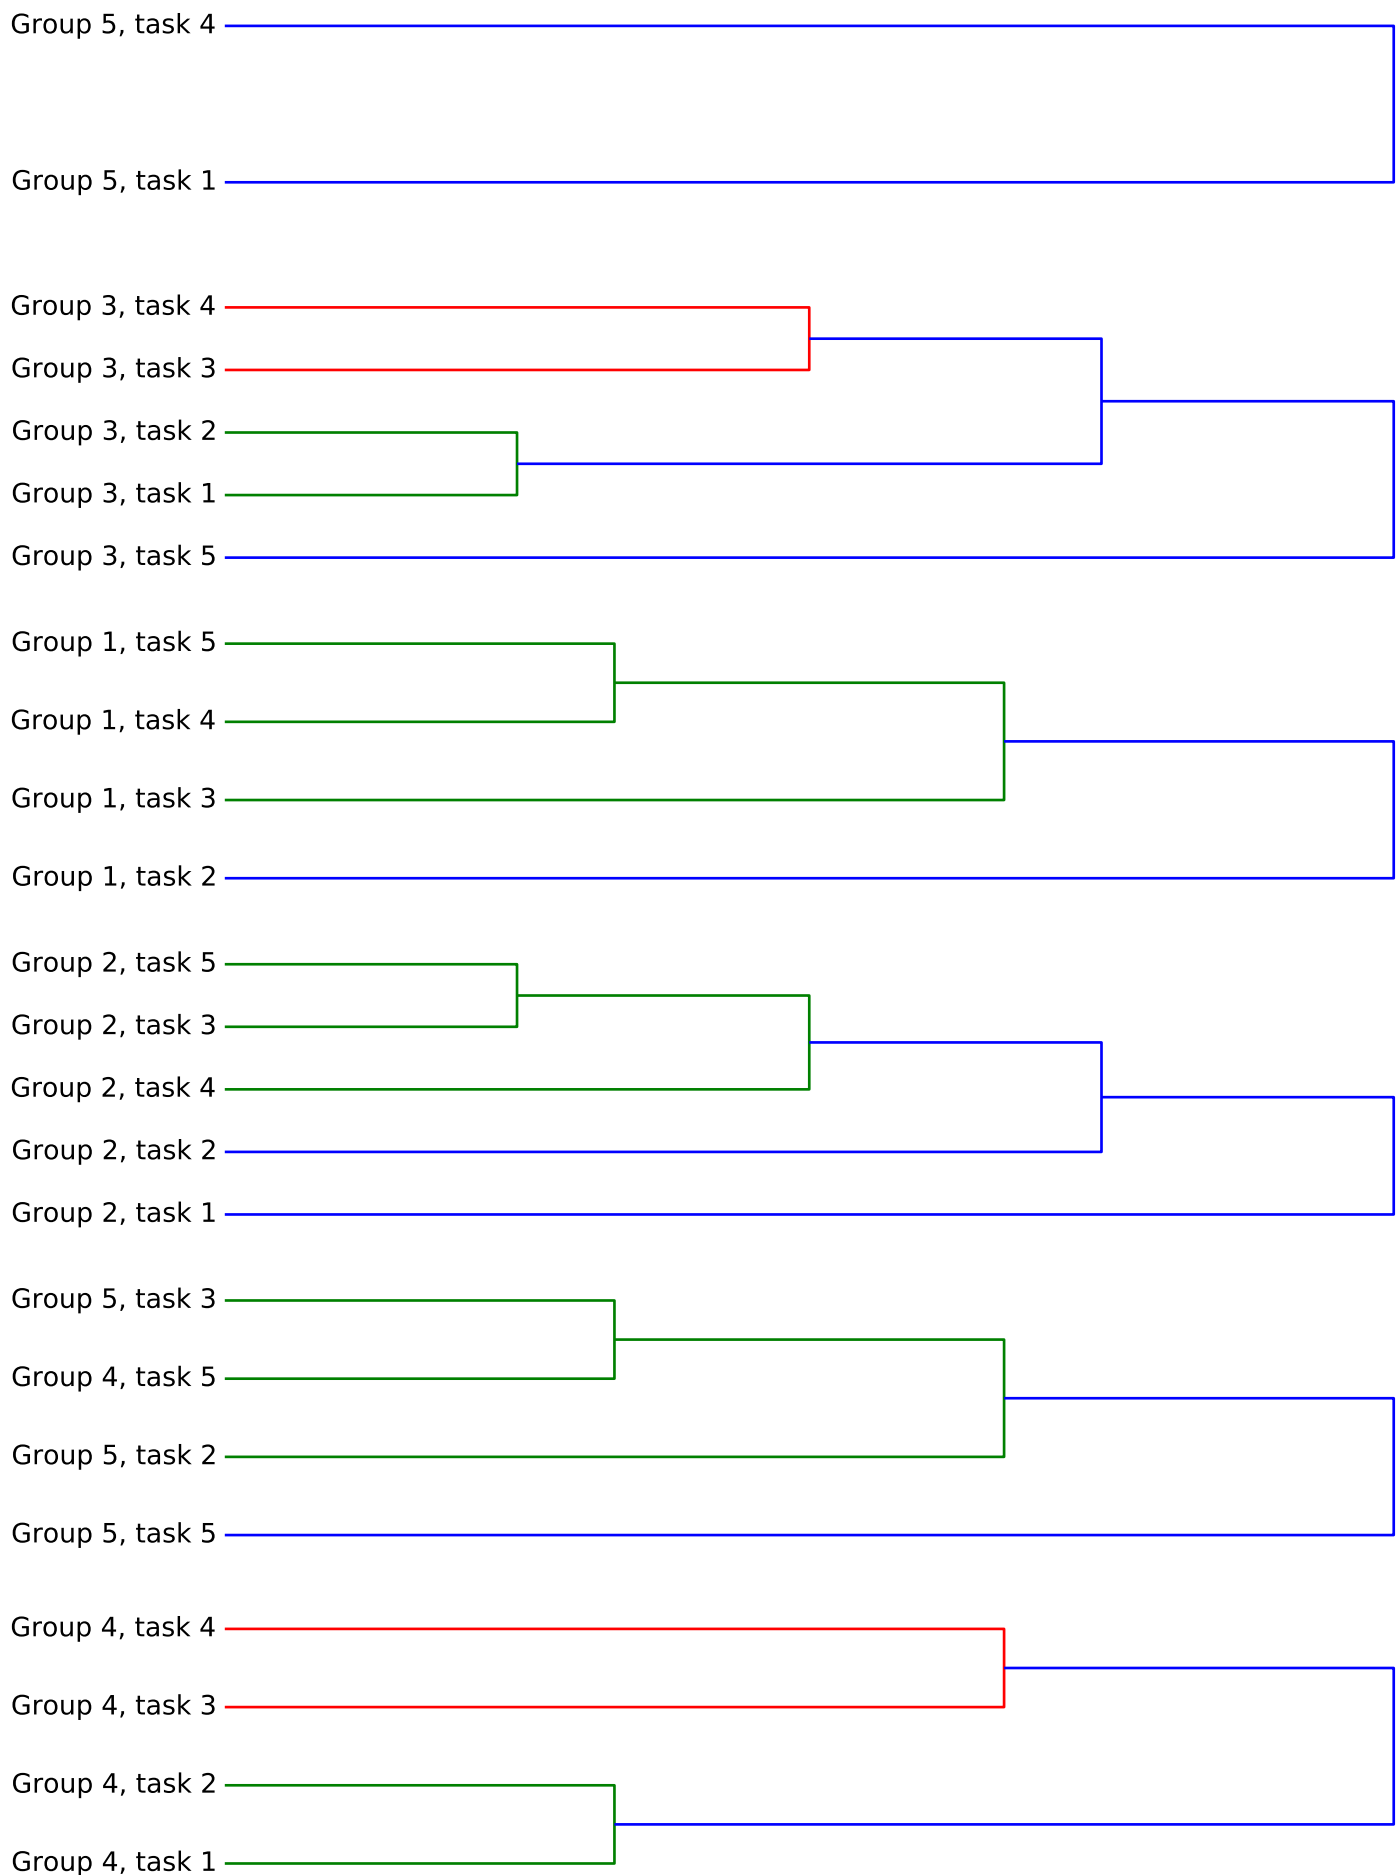 Group 5, task 4
Group 5, task 1
Group 3, task 4
Group 3, task 3
Group 3, task 2
Group 3, task 1
Group 3, task 5
Group 1, task 5
Group 1, task 4
Group 1, task 3
Group 1, task 2
Group 2, task 5
Group 2, task 3
Group 2, task 4
Group 2, task 2
Group 2, task 1
Group 5, task 3
Group 4, task 5
Group 5, task 2
Group 5, task 5
Group 4, task 4
Group 4, task 3
Group 4, task 2
Group 4, task 1